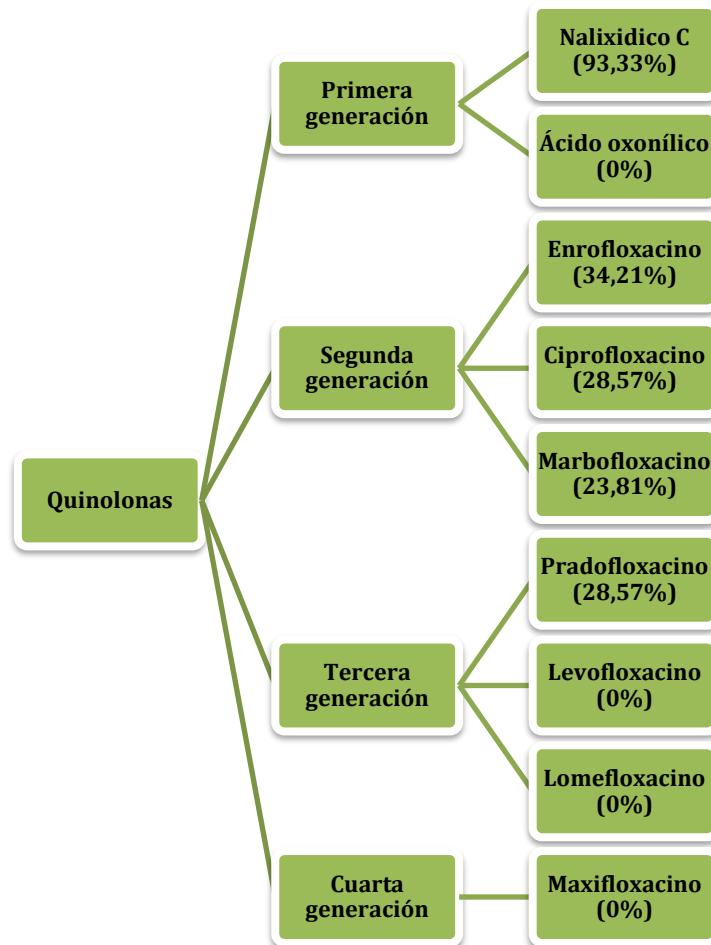 Quinolonas
Primera
generación
Nalixidico C
(93,33%)
Ácido oxonílico
(0%)
Segunda
generación
Enrofloxacino
(34,21%)
Ciprofloxacino
(28,57%)
Marbofloxacino
(23,81%)
Tercera
generación
Pradofloxacino
(28,57%)
Levofloxacino
(0%)
Lomefloxacino
(0%)
Cuarta
generación
Maxifloxacino
(0%)